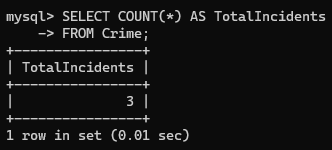 mysql> SELECT COUNT(*) AS TotalIncidents
    -> FROM Crime;
+----------------+
| TotalIncidents |
+----------------+
|              3 |
+----------------+
1 row in set (0.01 sec)